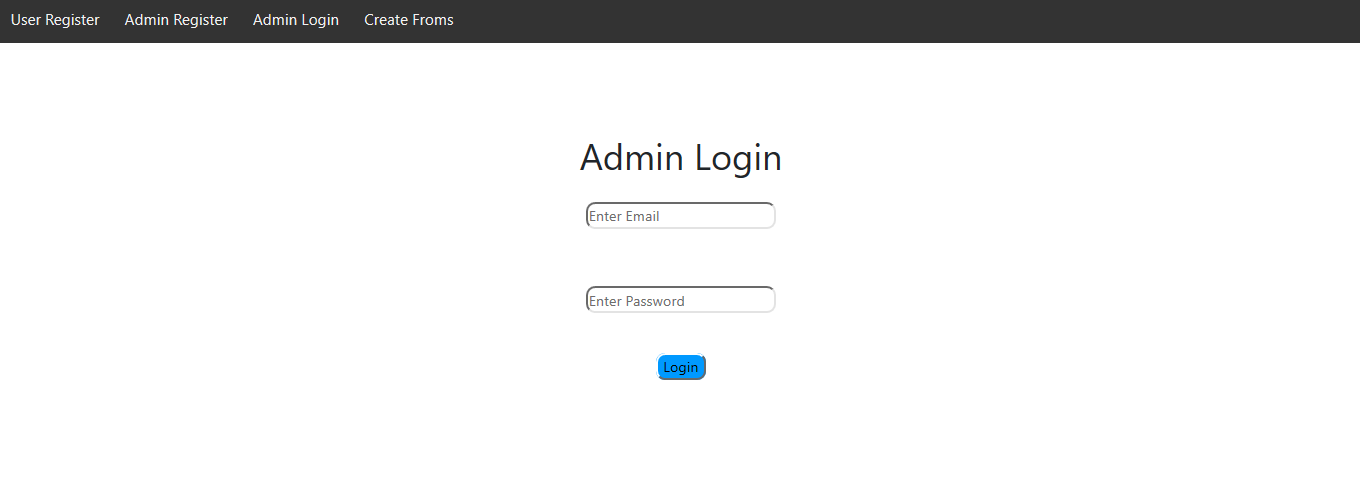 User Register Admin Register Admin Login Create Froms
Admin Login
Enter Email
Enter Password
Login